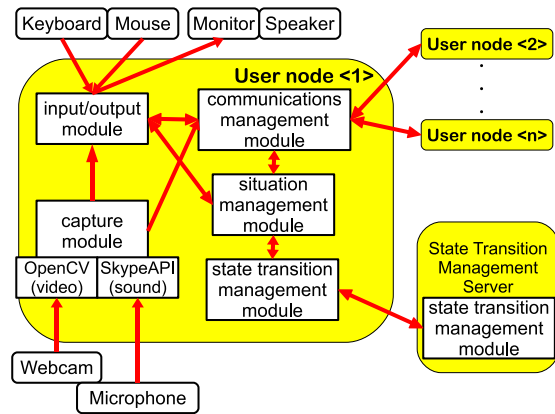 Keyboard
Mouse
Monitor
Speaker
User node <1>
User node <2>
.
.
.
User node <n>
input/output
module
communications
management
module
situation
management
module
capture
module
OpenCV
(video)
SkypeAPI
(sound)
state transition
management
module
State Transition
Management
Server
state transition
management
module
Webcam
Microphone